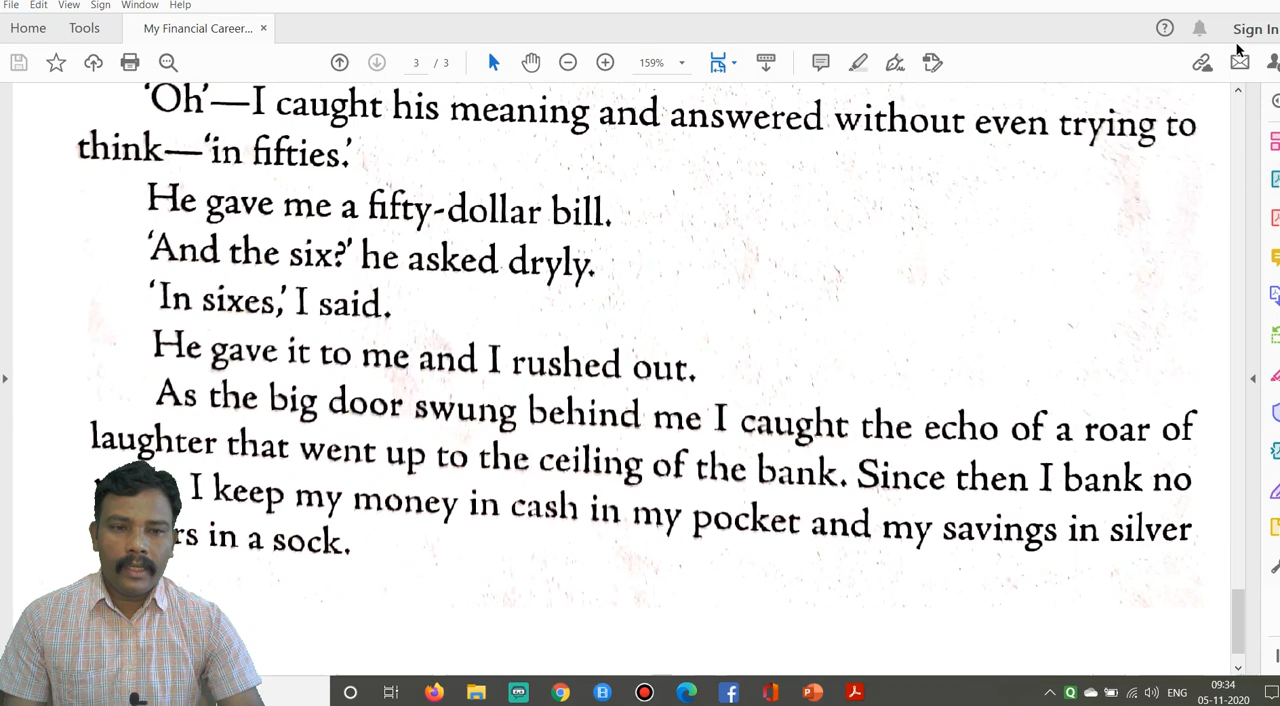 File Edit View Sign Window Help
Home Tools My Financial Career... × Sign In
3 / 3 159%
'Oh'—I caught his meaning and answered without even trying to
think—'in fifties.'
He gave me a fifty-dollar bill.
'And the six?' he asked dryly.
'In sixes,' I said.
He gave it to me and I rushed out.
As the big door swung behind me I caught the echo of a roar of
laughter that went up to the ceiling of the bank. Since then I bank no
I keep my money in cash in my pocket and my savings in silver
rs in a sock.
ENG 09:34
05-11-2020